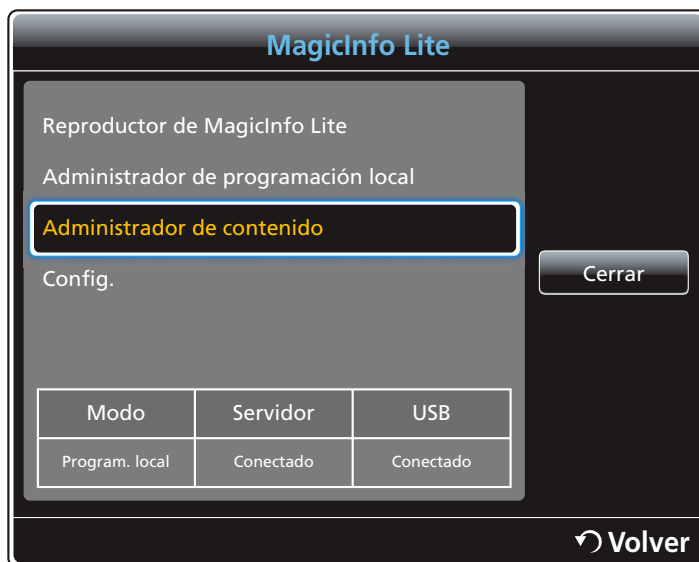 MagicInfo Lite
Reproductor de MagicInfo Lite
Administrador de programación local
Administrador de contenido
Config.
Cerrar
Modo Servidor USB
Program. local Conectado Conectado
Volver